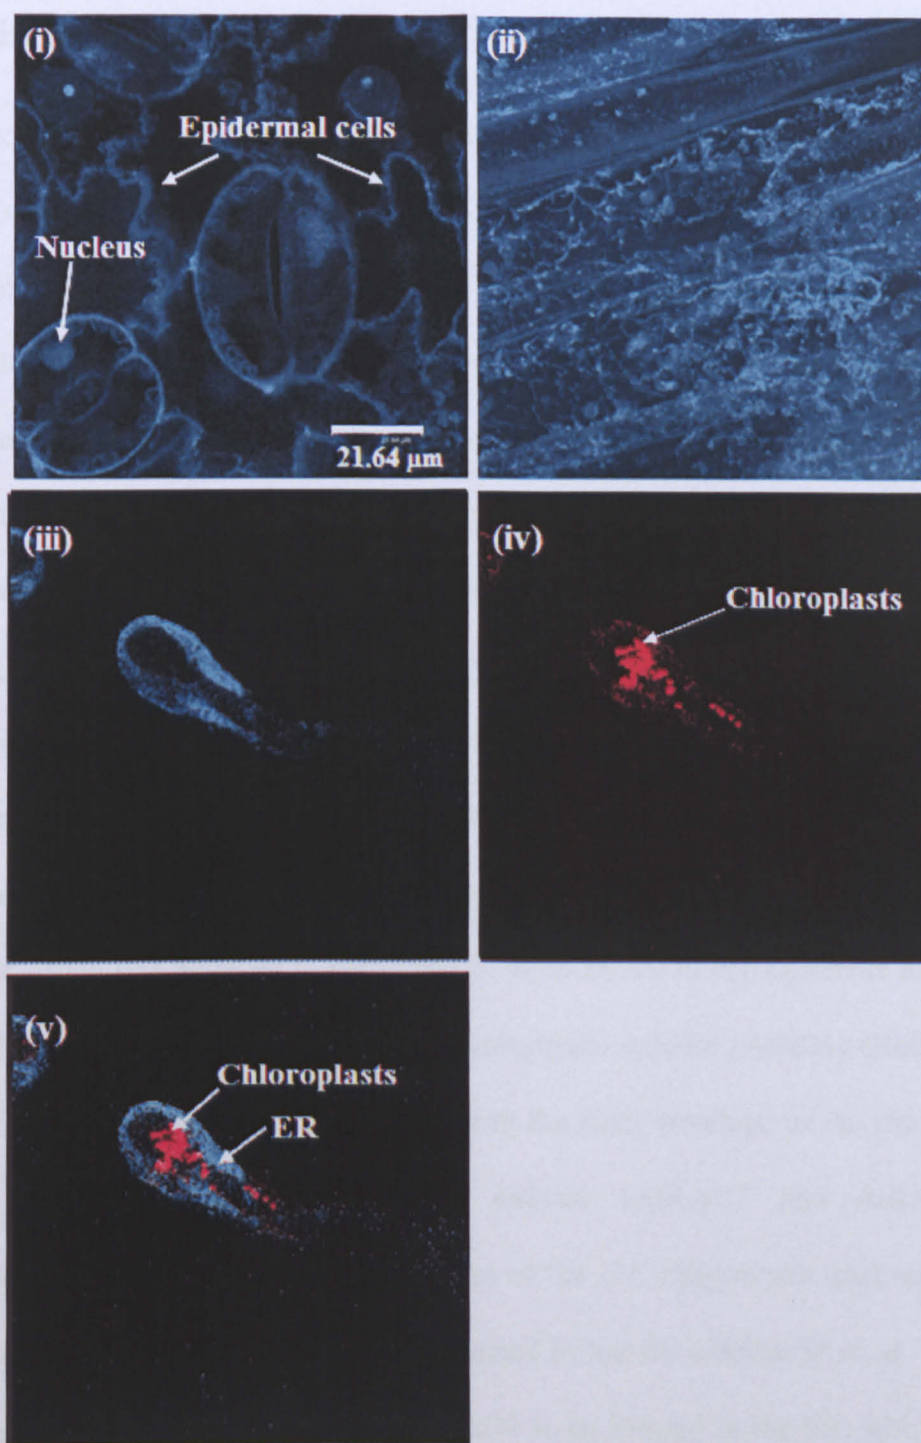 (i)
(ii)
Epidermal cells
Nucleus
21.64 µm
(iii)
(iv)
Chloroplasts
(v)
Chloroplasts
ER